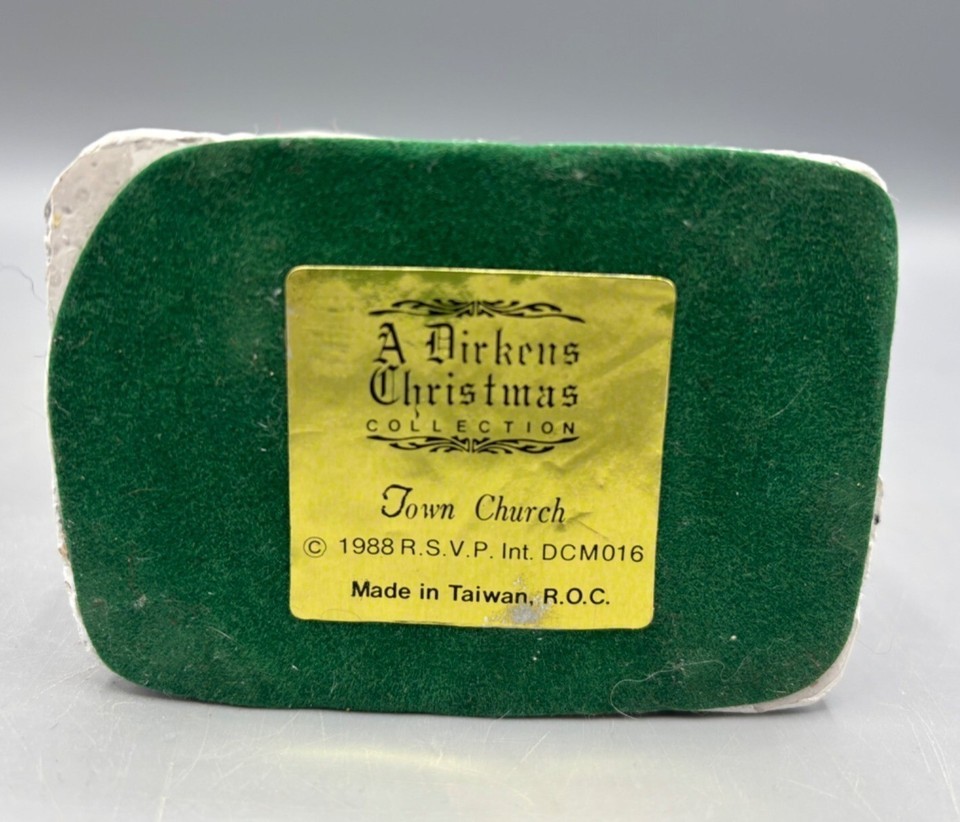 A Dickens
Christmas
COLLECTION
Town Church
© 1988 R.S.V.P. Int. DCM016
Made in Taiwan, R.O.C.